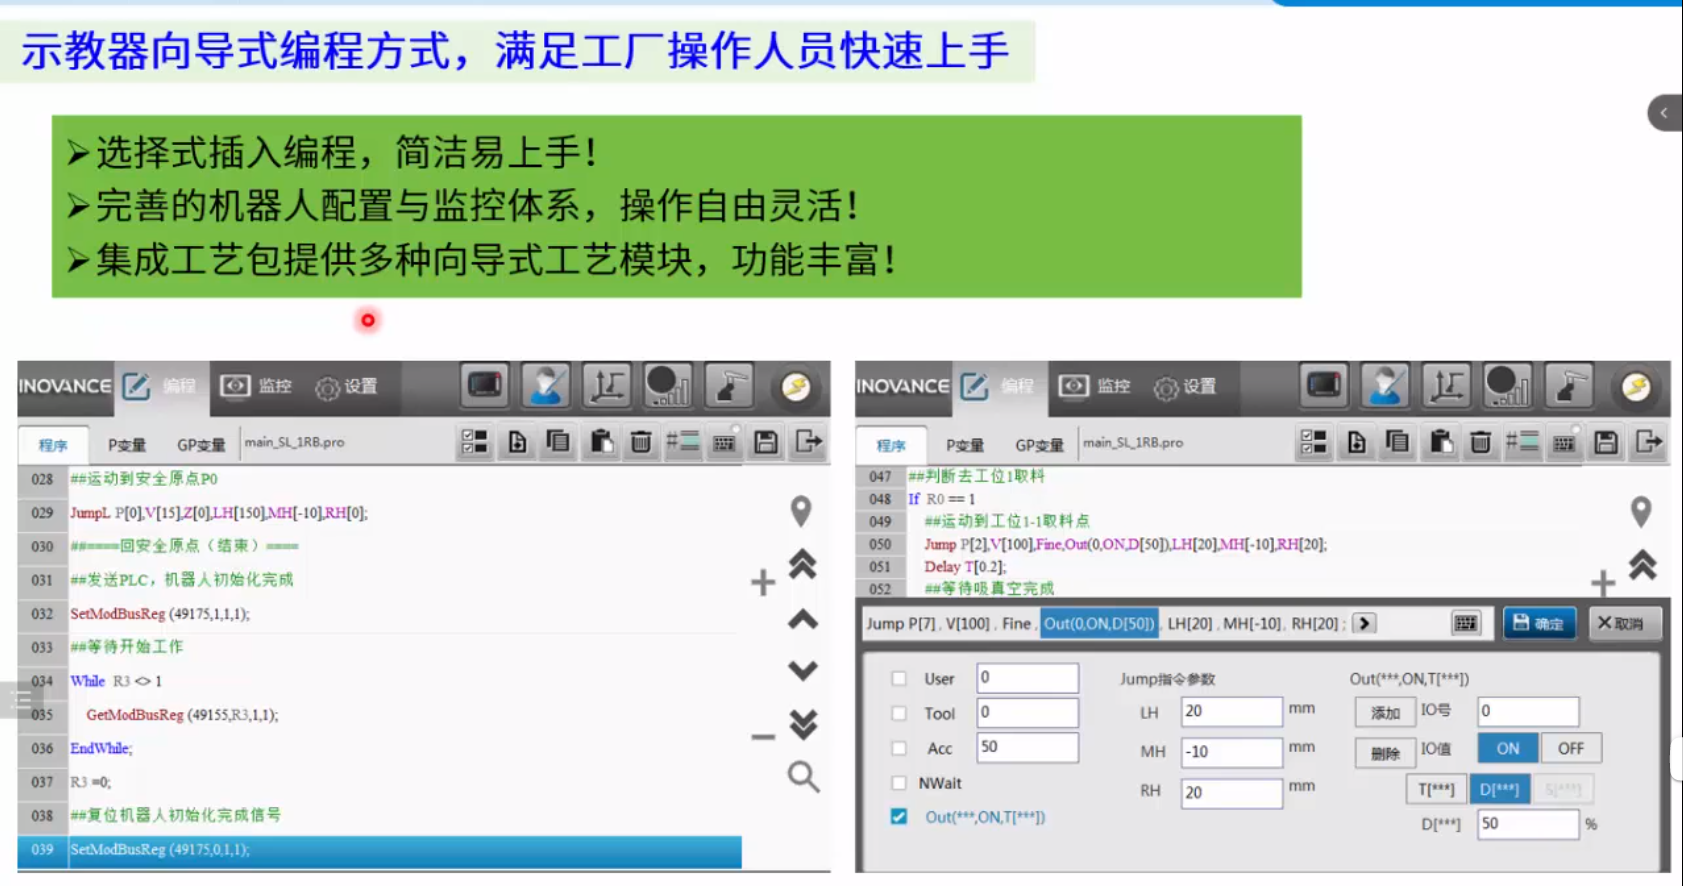 示教器向导式编程方式，满足工厂操作人员快速上手
➢选择式插入编程，简洁易上手！
➢完善的机器人配置与监控体系，操作自由灵活！
➢集成工艺包提供多种向导式工艺模块，功能丰富！
INOVANCE 编程 监控 设置
程序 P变量 GP变量 main_SL_1RB.pro
028 ##运动到安全原点P0
029 JumpL P[0],V[15],Z[0],LH[150],MH[-10],RH[0];
030 ##====回安全原点（结束）====
031 ##发送PLC，机器人初始化完成
032 SetModBusReg (49175,1,1,1);
033 ##等待开始工作
034 While R3 <> 1
035 GetModBusReg (49155,R3,1,1);
036 EndWhile;
037 R3 =0;
038 ##复位机器人初始化完成信号
039 SetModBusReg (49175,0,1,1);
INOVANCE 编程 监控 设置
程序 P变量 GP变量 main_SL_1RB.pro
047 ##判断去工位1取料
048 If R0 == 1
049 ##运动到工位1-1取料点
050 Jump P[2],V[100],Fine,Out(0,ON,D[50]),LH[20],MH[-10],RH[20];
051 Delay T[0.2];
052 ##等待吸真空完成
Jump P[7] , V[100] , Fine , Out(0,ON,D[50]) , LH[20] , MH[-10] , RH[20] ; 确定 取消
User 0 Jump指令参数 Out(***,ON,T[***])
Tool 0 LH 20 mm 添加 IO号 0
Acc 50 MH -10 mm 删除 IO值 ON OFF
NWait RH 20 mm T[***] D[***] S[***]
Out(***,ON,T[***]) D[***] 50 %